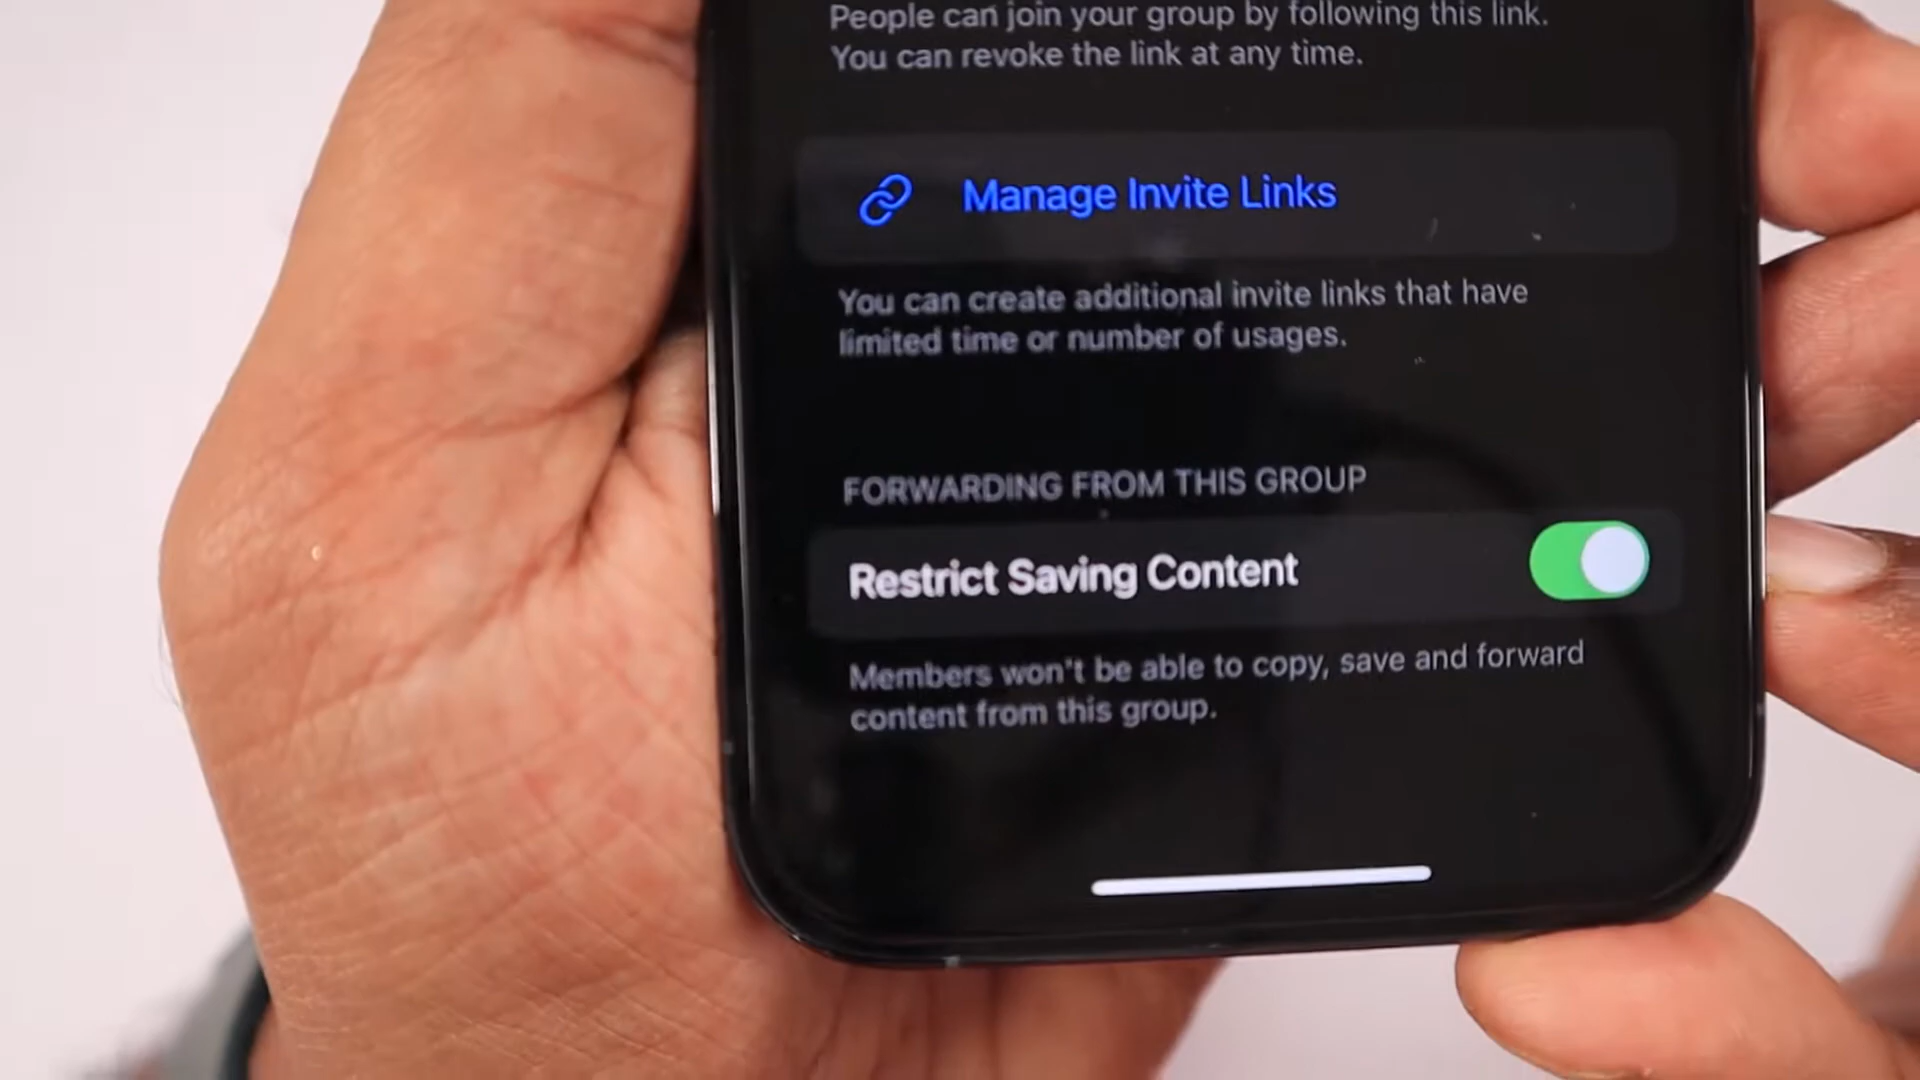 People can join your group by following this link.
You can revoke the link at any time.
Manage Invite Links
You can create additional invite links that have
limited time or number of usages.
FORWARDING FROM THIS GROUP
Restrict Saving Content
Members won't be able to copy, save and forward
content from this group.